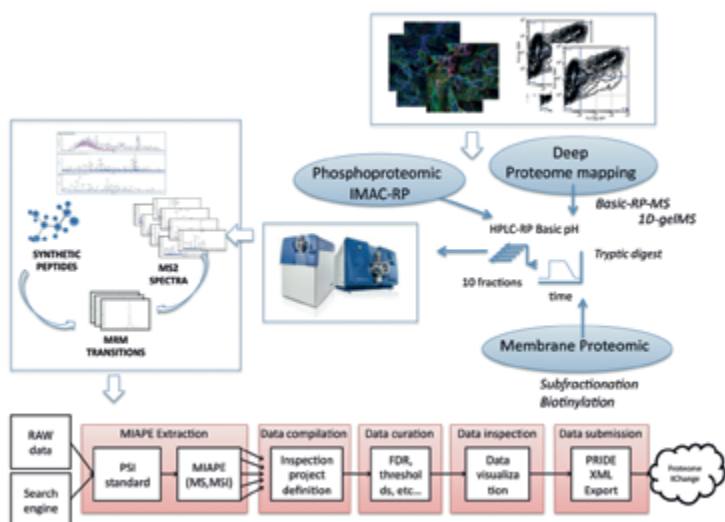 Phosphoproteomic
IMAC-RP
Deep
Proteome mapping
Basic-RP-MS
1D-gelMS
HPLC-RP Basic pH
Tryptic digest
10 fractions
time
Membrane Proteomic
Subfractionation
Biotinylation
SYNTHETIC
PEPTIDES
MS2
SPECTRA
MRM
TRANSITIONS
RAW
data
Search
engine
MIAPE Extraction
PSI
standard
MIAPE
(MS,MSI)
Data compilation
Inspection
project
definition
Data curation
FDR,
threshol
ds, etc...
Data inspection
Data
visualiza
tion
Data submission
PRIDE
XML
Export
Proteome
XChange